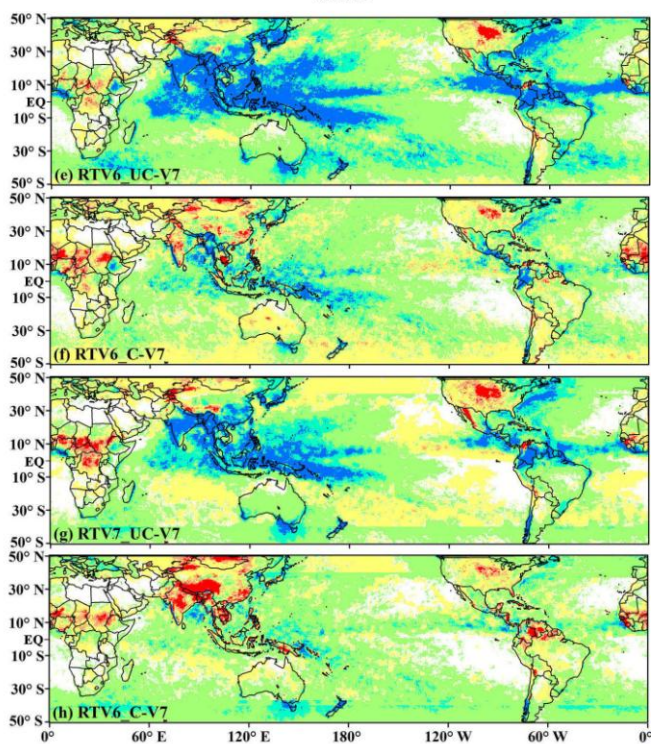 50° N
30° N
10° N
EQ
10° S
30° S
50° S
(e) RTV6_UC-V7
50° N
30° N
10° N
EQ
10° S
30° S
50° S
(f) RTV6_C-V7
50° N
30° N
10° N
EQ
10° S
30° S
50° S
(g) RTV7_UC-V7
50° N
30° N
10° N
EQ
10° S
30° S
50° S
(h) RTV6_C-V7
0° 60° E 120° E 180° 120° W 60° W 0°